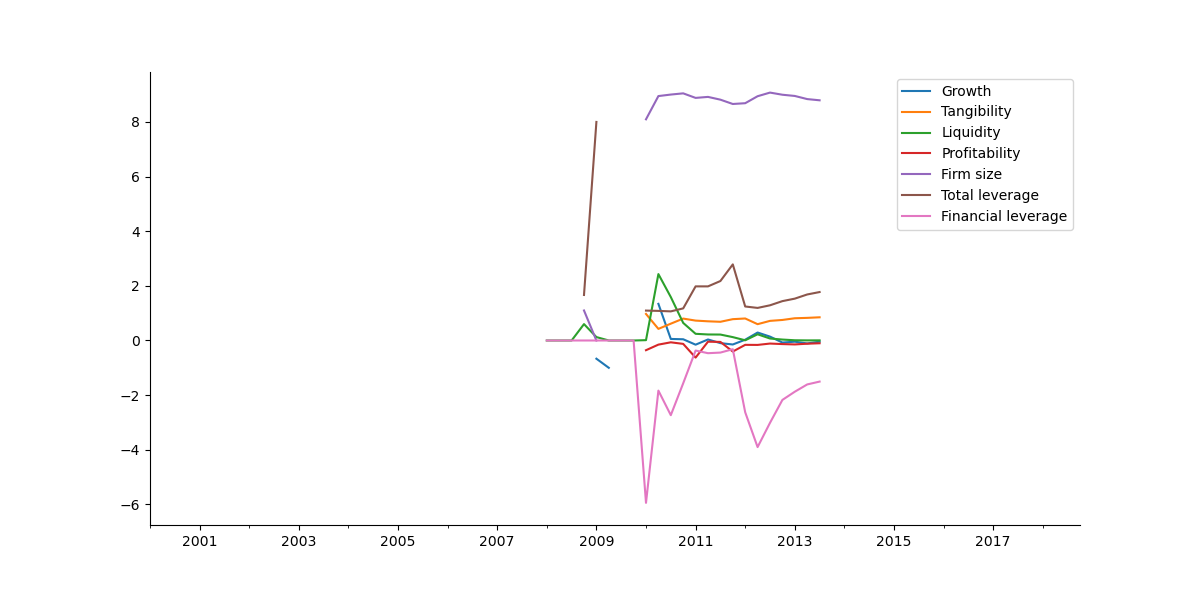 Growth
Tangibility
Liquidity
Profitability
Firm size
Total leverage
Financial leverage
8
6
4
2
0
−2
−4
−6
2001 2003 2005 2007 2009 2011 2013 2015 2017